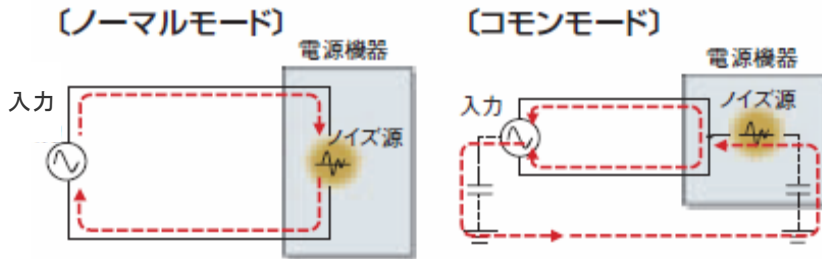 〔ノーマルモード〕
電源機器
入力
ノイズ源
〔コモンモード〕
電源機器
入力
ノイズ源